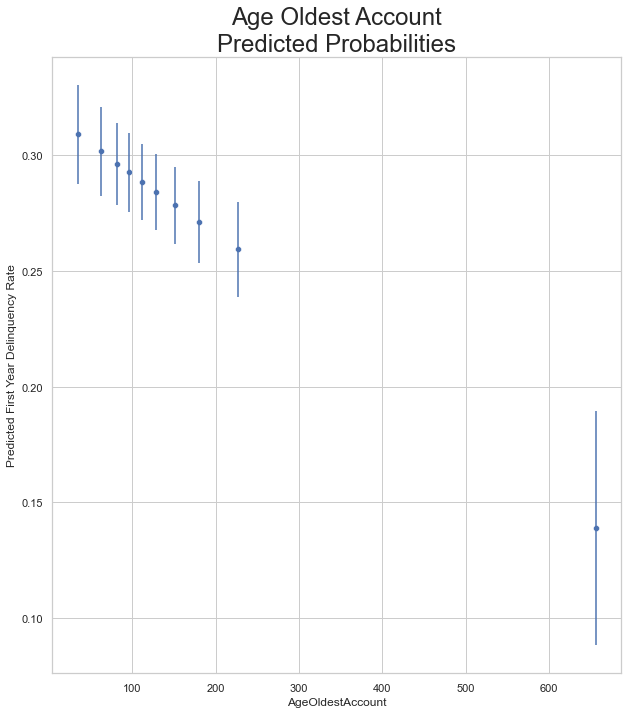 Age Oldest Account
Predicted Probabilities
Predicted First Year Delinquency Rate
0.30
0.25
0.20
0.15
0.10
100 200 300 400 500 600
AgeOldestAccount